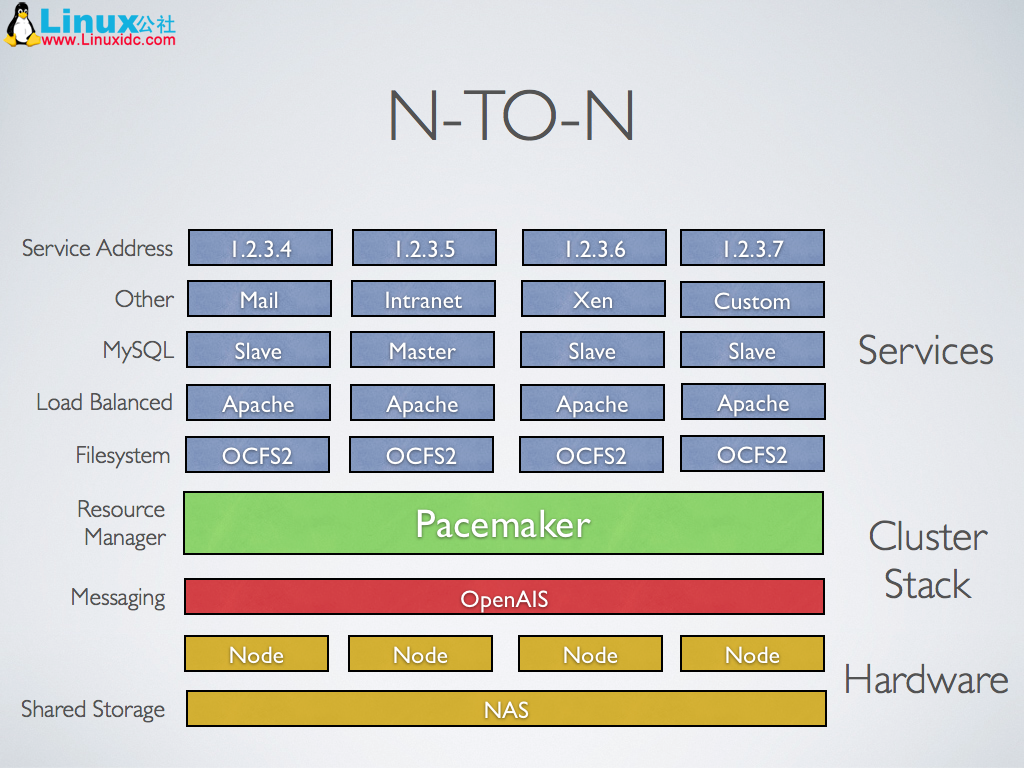 Linux公社
www.Linuxidc.com
N-TO-N
Service Address 1.2.3.4 1.2.3.5 1.2.3.6 1.2.3.7
Other Mail Intranet Xen Custom
MySQL Slave Master Slave Slave
Services
Load Balanced Apache Apache Apache Apache
Filesystem OCFS2 OCFS2 OCFS2 OCFS2
Resource
Manager
Pacemaker
Cluster
Stack
Messaging OpenAIS
Node Node Node Node
Hardware
Shared Storage NAS